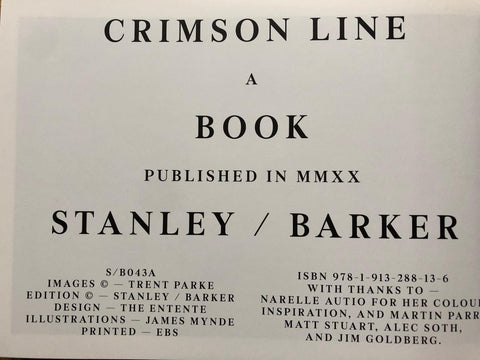 CRIMSON LINE
A
BOOK
PUBLISHED IN MMXX
STANLEY / BARKER
S/B043A
IMAGES © — TRENT PARKE
EDITION © — STANLEY / BARKER
DESIGN — THE ENTENTE
ILLUSTRATIONS — JAMES MYNDE
PRINTED — EBS
ISBN 978-1-913-288-13-6
WITH THANKS TO —
NARELLE AUTIO FOR HER COLOU
INSPIRATION, AND MARTIN PARR
MATT STUART, ALEC SOTH,
AND JIM GOLDBERG.